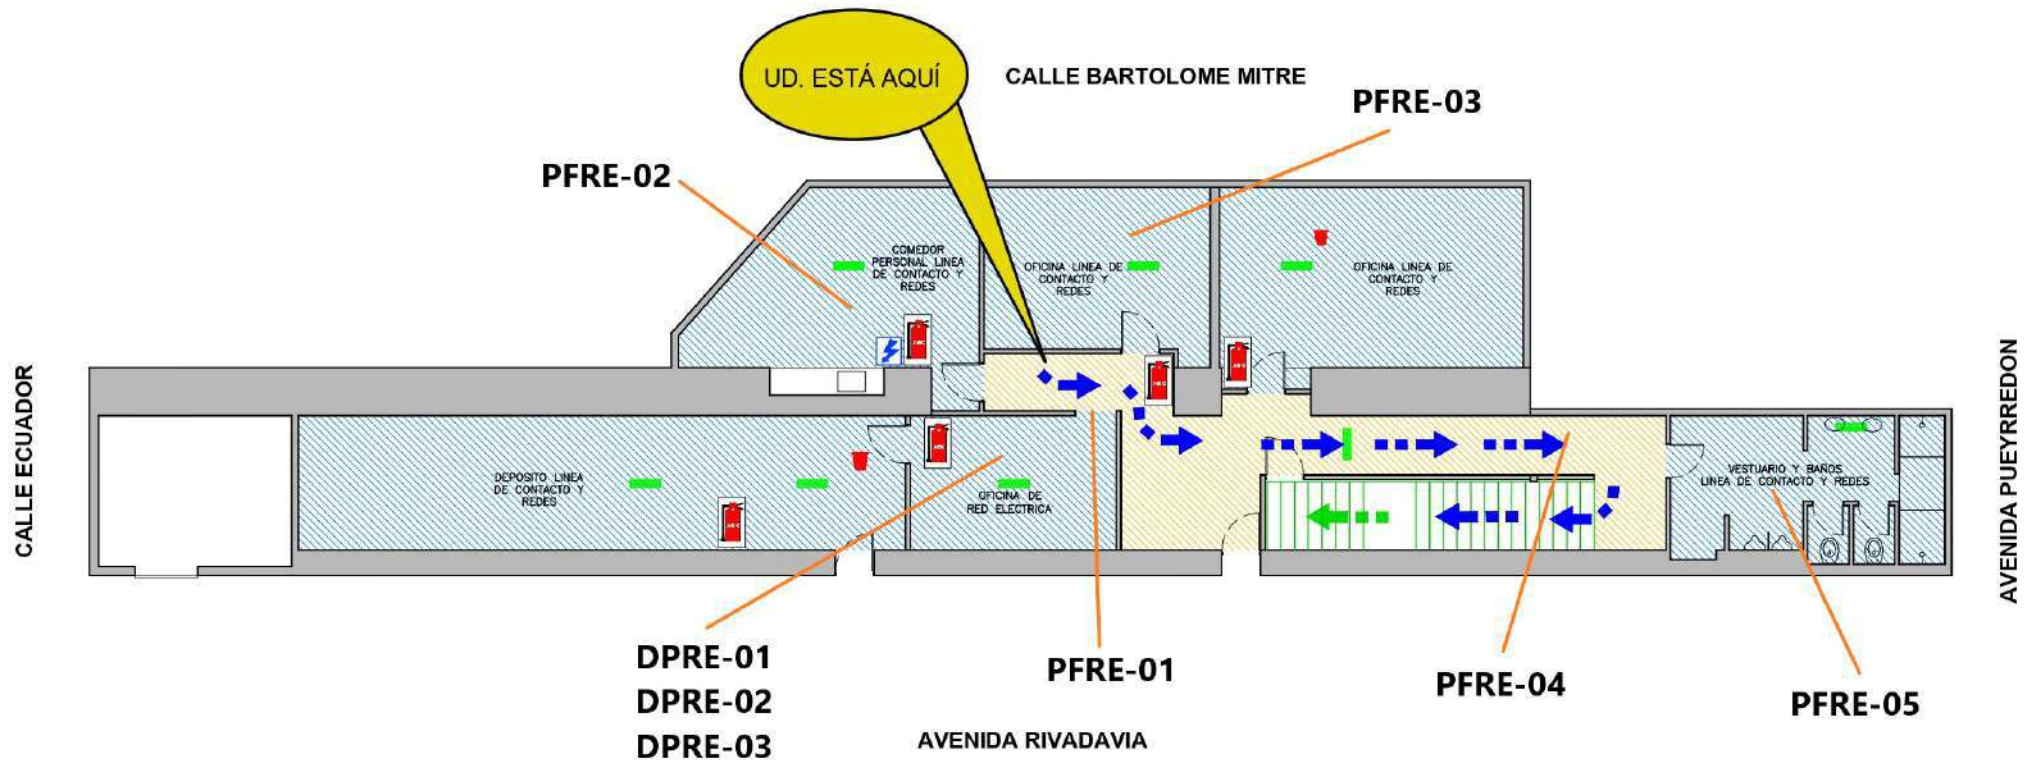 UD. ESTÁ AQUÍ
CALLE BARTOLOME MITRE
PFRE-03
PFRE-02
COMEDOR
PERSONAL LINEA
DE CONTACTO Y
REDES
OFICINA LINEA DE
CONTACTO Y
REDES
OFICINA LINEA DE
CONTACTO Y
REDES
CALLE ECUADOR
AVENIDA PUEYRREDON
DEPOSITO LINEA
DE CONTACTO Y
REDES
OFICINA DE
RED ELECTRICA
VESTUARIO Y BAÑOS
LINEA DE CONTACTO Y REDES
DPRE-01
DPRE-02
DPRE-03
PFRE-01
PFRE-04
PFRE-05
AVENIDA RIVADAVIA